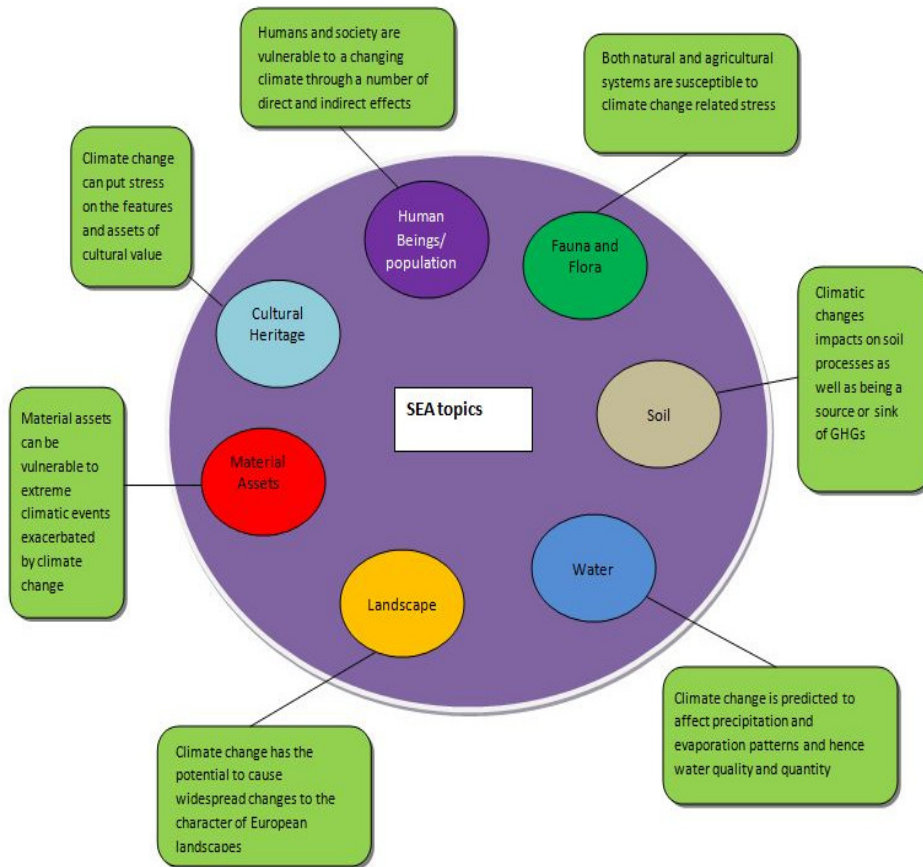 Humans and society are
vulnerable to a changing
climate through a number of
direct and indirect effects
Both natural and agricultural
systems are susceptible to
climate change related stress
Climate change
can put stress
on the features
and assets of
cultural value
Human
Beings/
population
Fauna and
Flora
Cultural
Heritage
Climatic
changes
impacts on soil
processes as
well as being a
source or sink
of GHGs
SEA topics
Soil
Material assets
can be
vulnerable to
extreme
climatic events
exacerbated
by climate
change
Material
Assets
Water
Landscape
Climate change is predicted to
affect precipitation and
evaporation patterns and hence
water quality and quantity
Climate change has the
potential to cause
widespread changes to the
character of European
landscapes